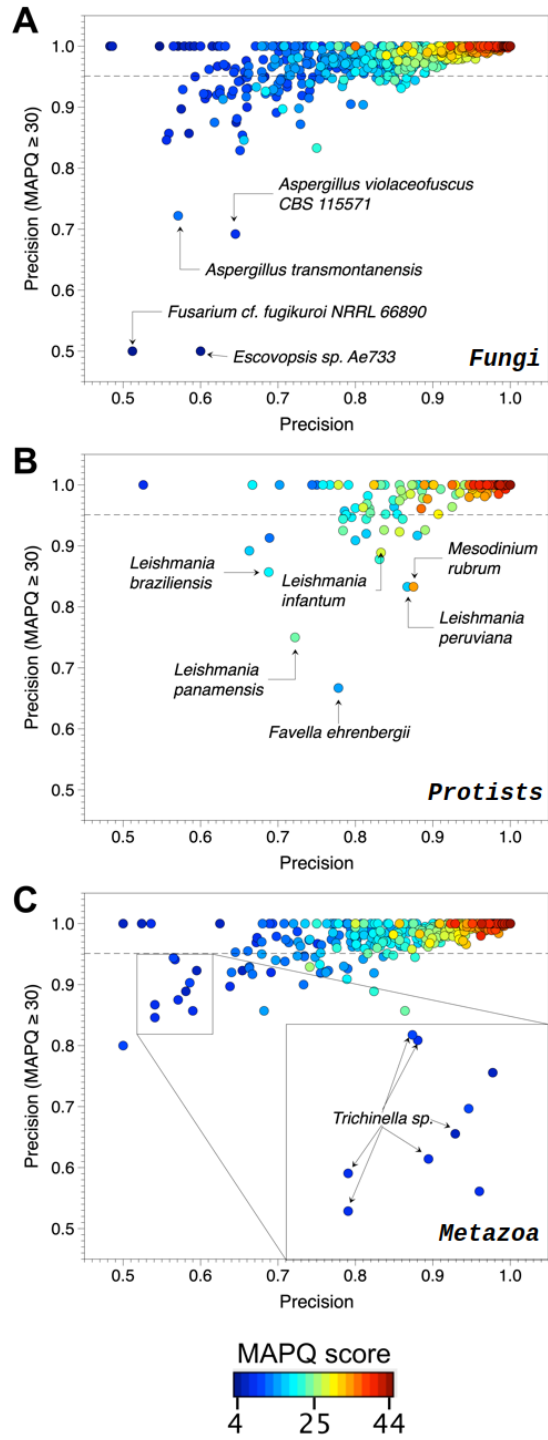 A
Precision (MAPQ ≥ 30)
1.0
0.9
0.8
0.7
0.6
0.5
Aspergillus violaceofuscus
CBS 115571
Aspergillus transmontanensis
Fusarium cf. fugikuroi NRRL 66890
Escovopsis sp. Ae733
Fungi
0.5 0.6 0.7 0.8 0.9 1.0
Precision
B
Precision (MAPQ ≥ 30)
1.0
0.9
0.8
0.7
0.6
0.5
Leishmania
braziliensis
Leishmania
infantum
Mesodinium
rubrum
Leishmania
peruviana
Leishmania
panamensis
Favella ehrenbergii
Protists
0.5 0.6 0.7 0.8 0.9 1.0
Precision
C
Precision (MAPQ ≥ 30)
1.0
0.9
0.8
0.7
0.6
0.5
Trichinella sp.
Metazoa
0.5 0.6 0.7 0.8 0.9 1.0
Precision
MAPQ score
4 25 44